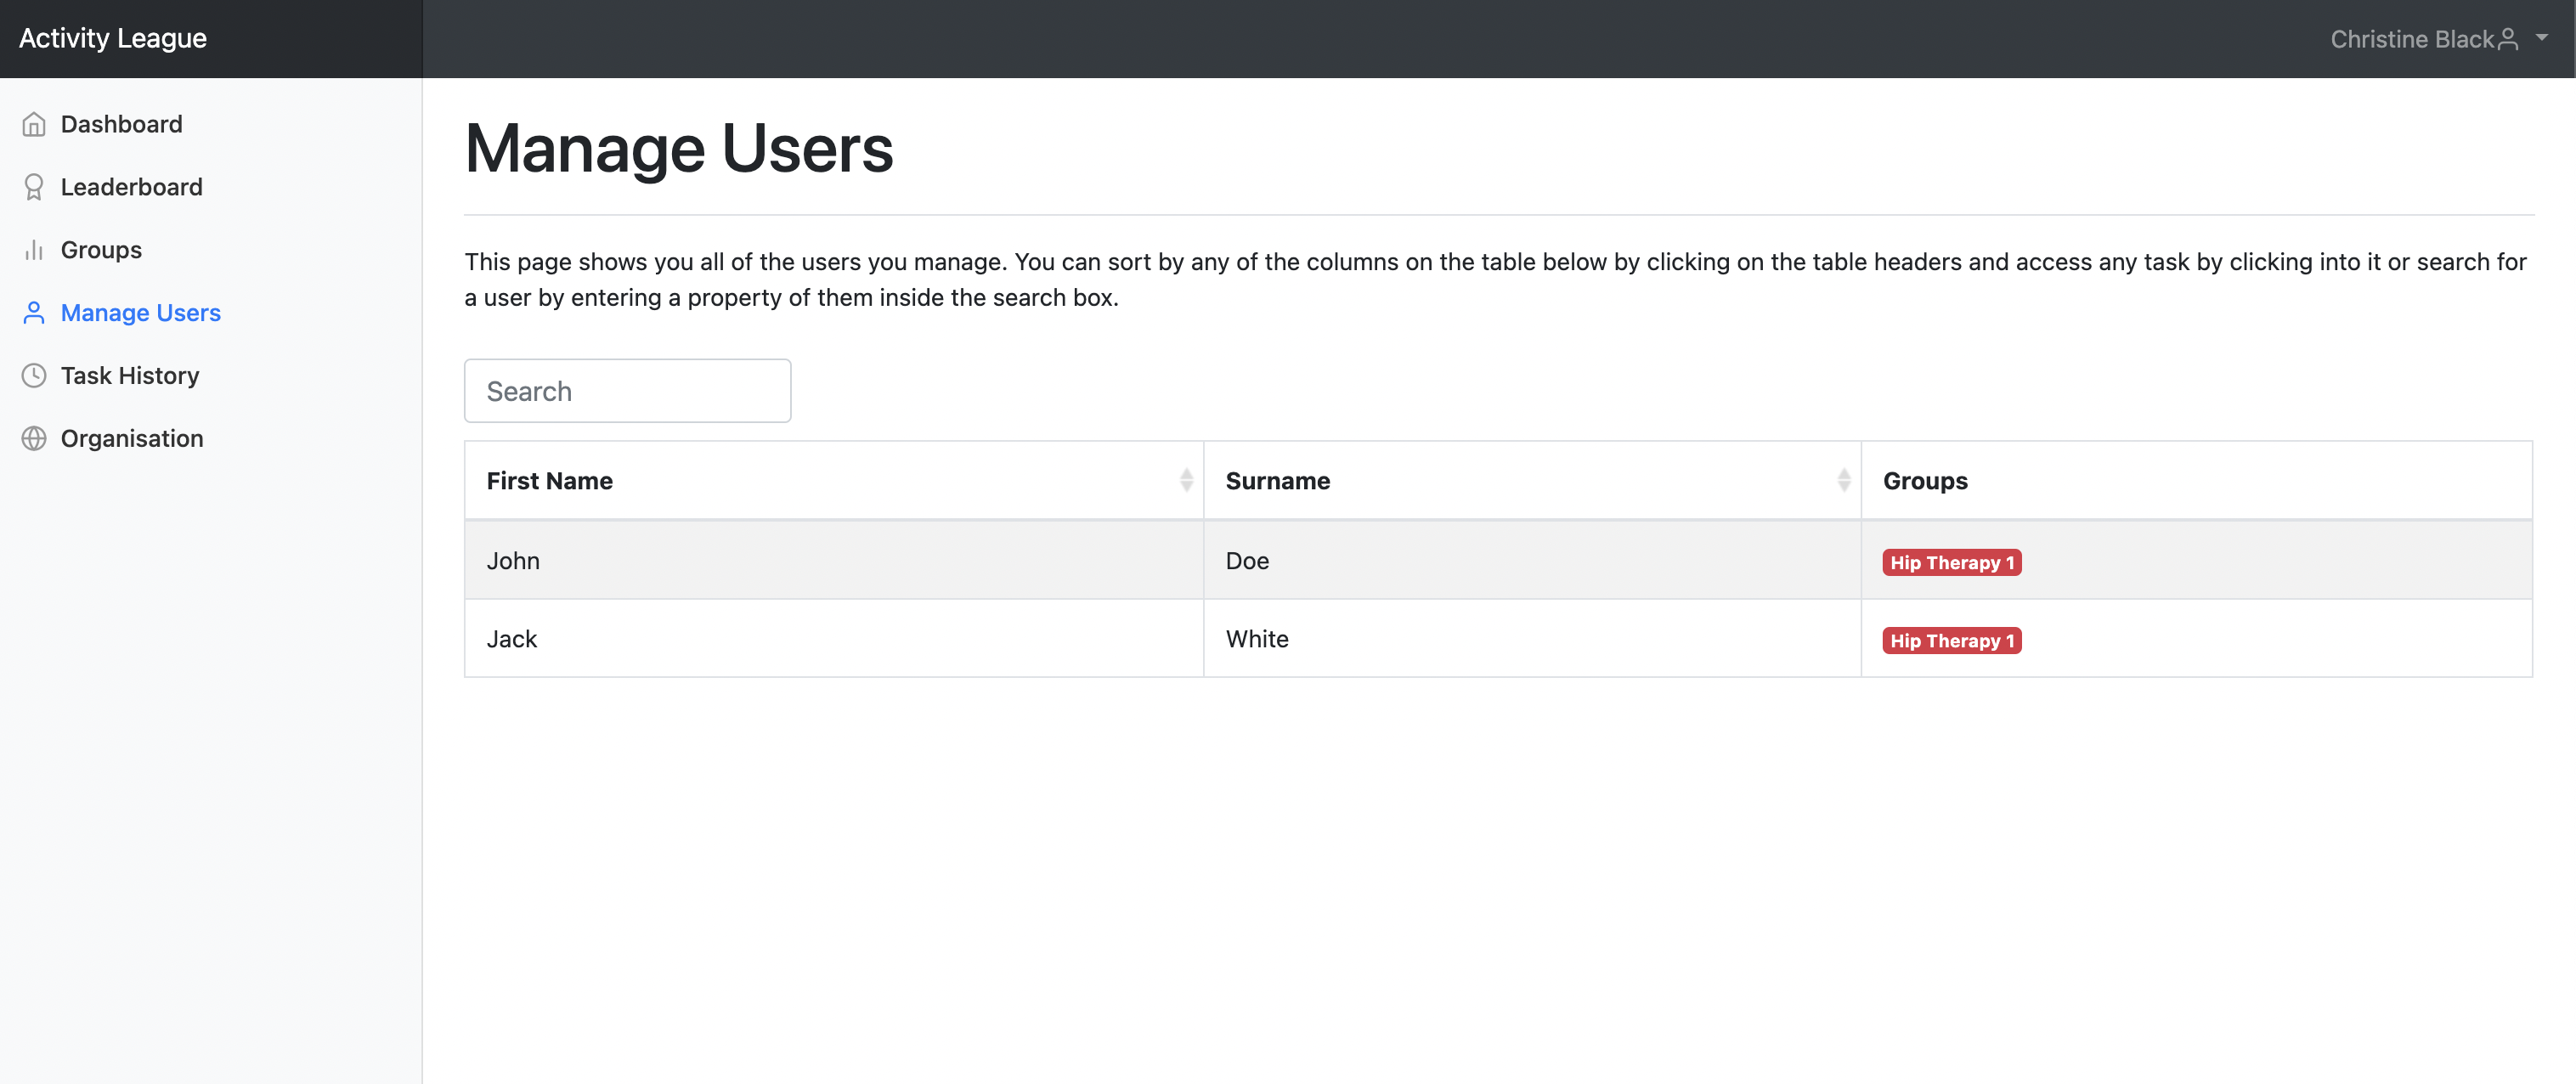 Activity League
Christine Black
Dashboard
Leaderboard
Groups
Manage Users
Task History
Organisation
Manage Users
This page shows you all of the users you manage. You can sort by any of the columns on the table below by clicking on the table headers and access any task by clicking into it or search for
a user by entering a property of them inside the search box.
Search
First Name Surname Groups
John Doe Hip Therapy 1
Jack White Hip Therapy 1